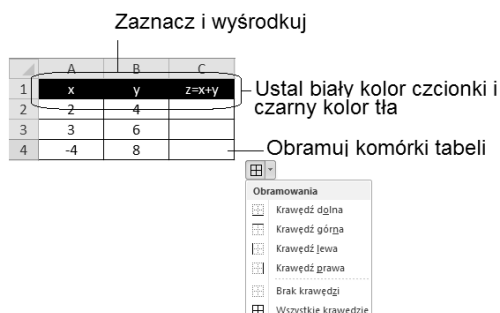 Zaznacz i wyśrodkuj
A B C
1 x y z=x+y
2 2 4
3 3 6
4 -4 8
Ustal biały kolor czcionki i
czarny kolor tła
Obramuj komórki tabeli
Obramowania
Krawędź dolna
Krawędź górna
Krawędź lewa
Krawędź prawa
Brak krawędzi
Wszystkie krawędzie